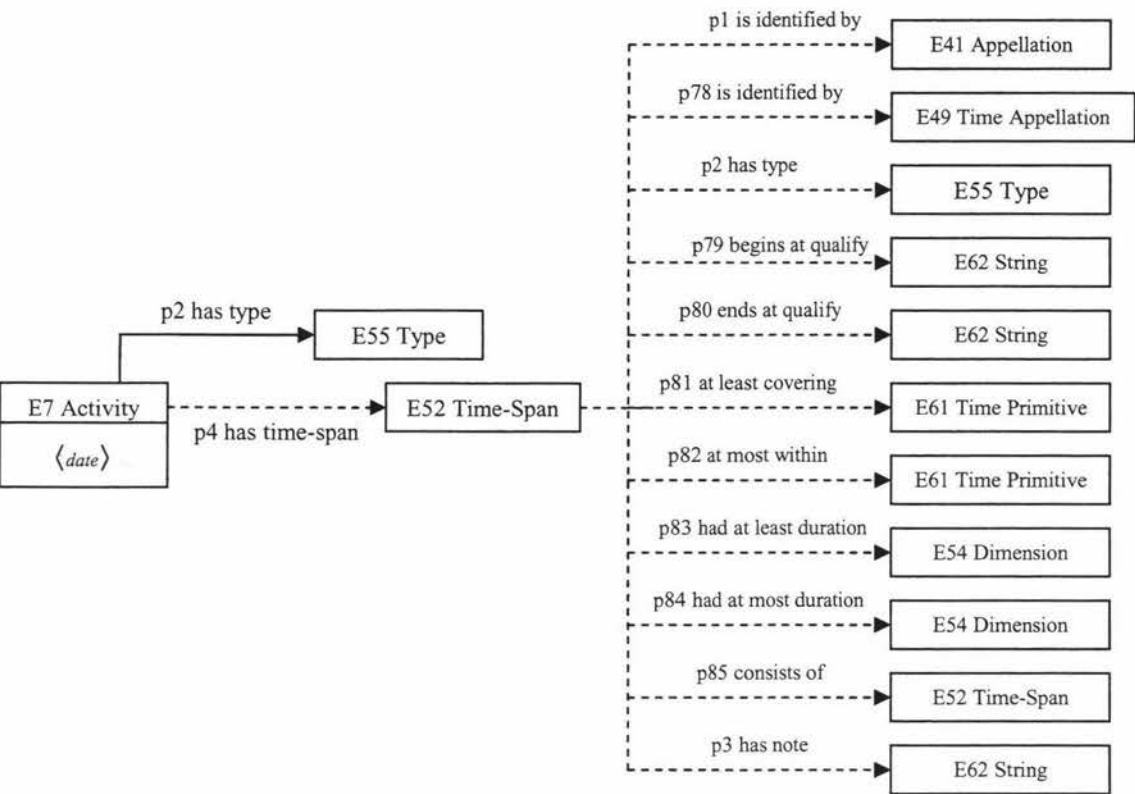 p1 is identified by
E41 Appellation
p78 is identified by
E49 Time Appellation
p2 has type
E55 Type
p79 begins at qualify
E62 String
p80 ends at qualify
E62 String
p2 has type
E55 Type
E7 Activity
⟨date⟩
p4 has time-span
E52 Time-Span
p81 at least covering
E61 Time Primitive
p82 at most within
E61 Time Primitive
p83 had at least duration
E54 Dimension
p84 had at most duration
E54 Dimension
p85 consists of
E52 Time-Span
p3 has note
E62 String